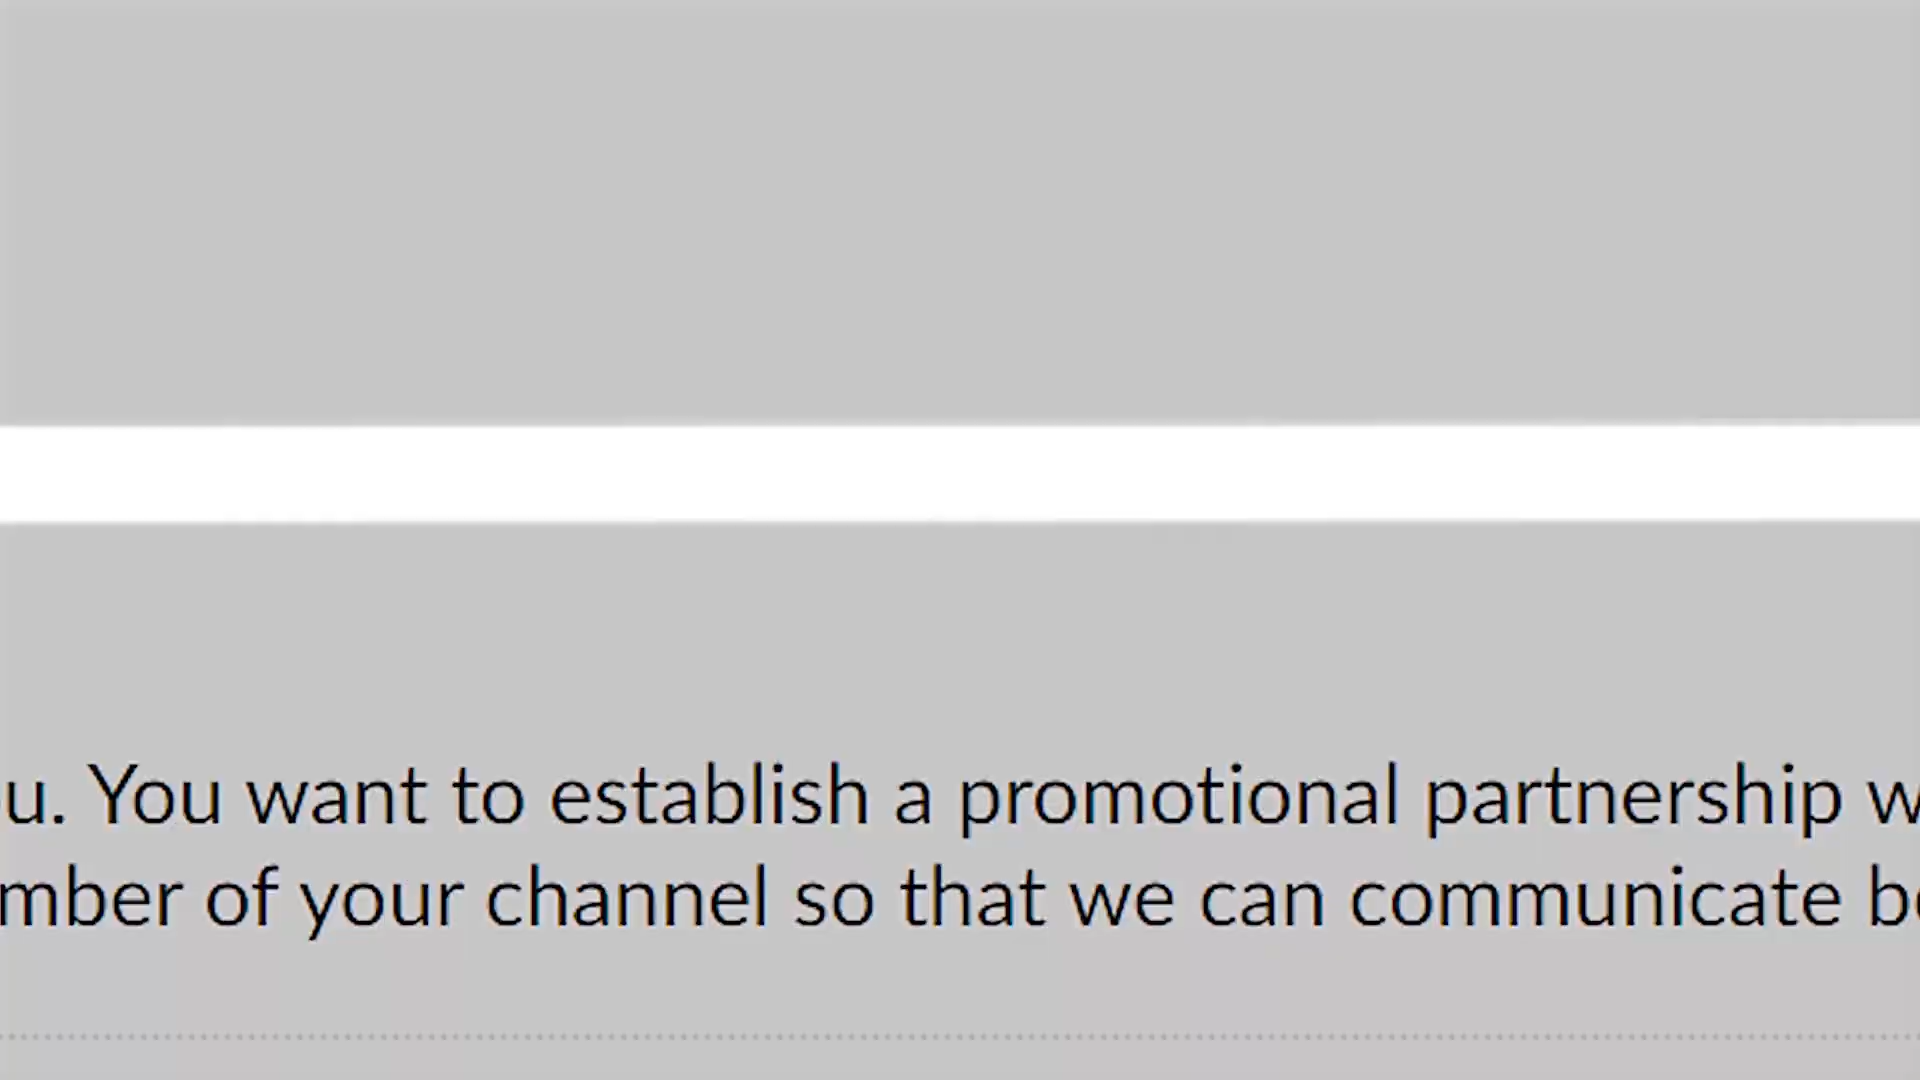 u. You want to establish a promotional partnership w
mber of your channel so that we can communicate be